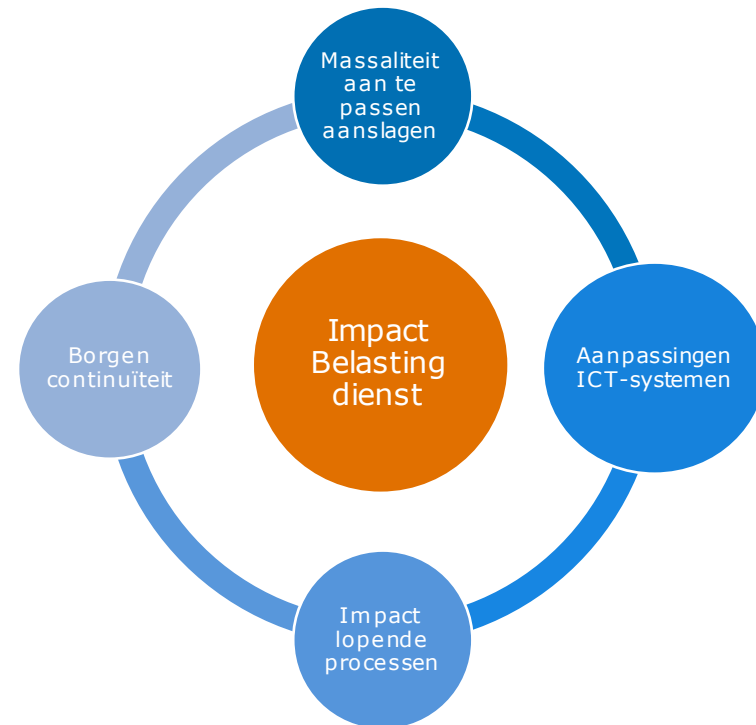 Massaliteit
aan te
passen
aanslagen
Impact
Belasting
dienst
Borgen
continuïteit
Aanpassingen
ICT-systemen
Impact
lopende
processen